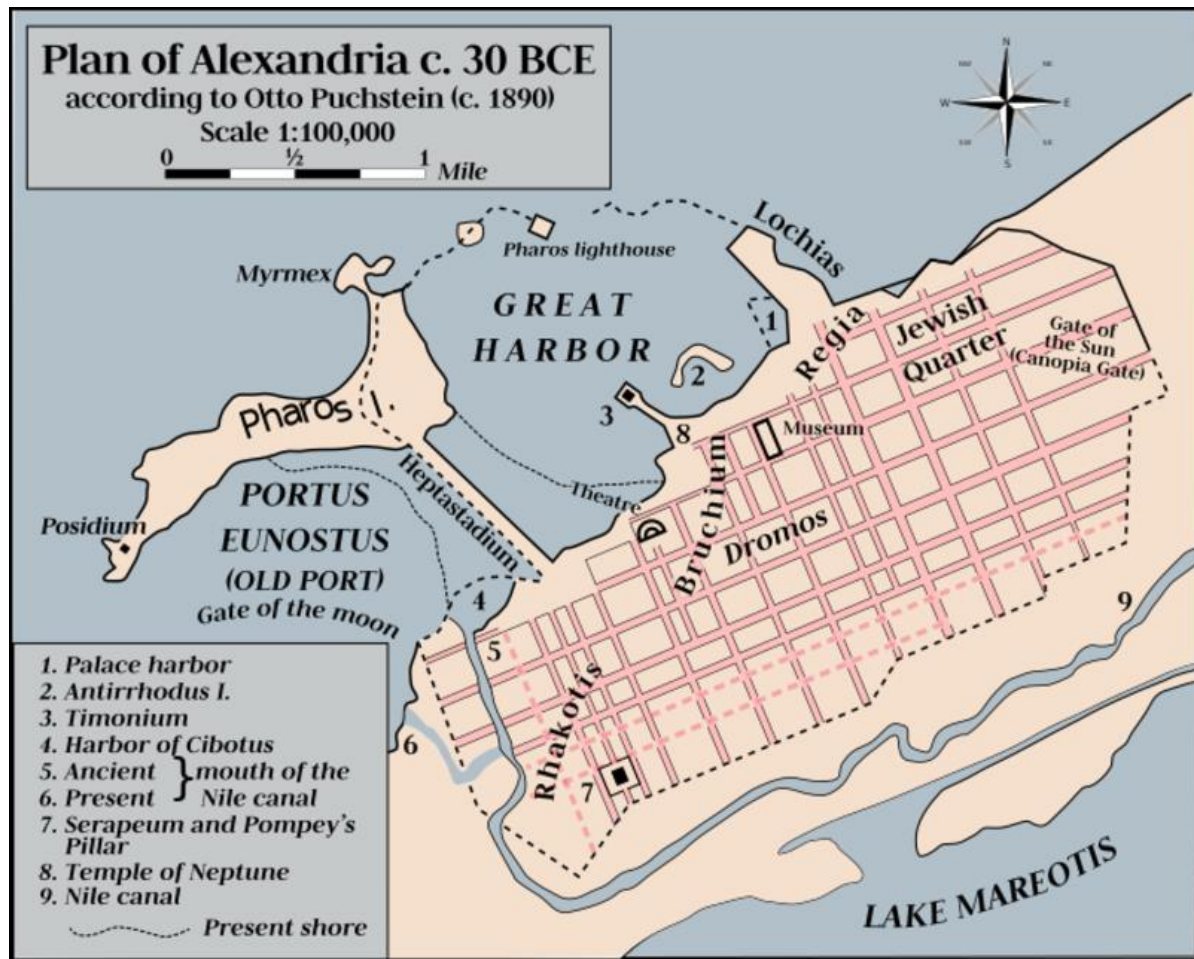 Plan of Alexandria c. 30 BCE
according to Otto Puchstein (c. 1890)
Scale 1:100,000
0 ½ 1 Mile
N
NW NE
W E
SW SE
S
Lochias
Pharos lighthouse
Myrmex
GREAT
HARBOR
1
Regia
Jewish
Quarter
Gate of
the Sun
(Canopia Gate)
2
3
8
Museum
Pharos I.
Bruchium
Heptastadium
Theatre
Dromos
PORTUS
EUNOSTUS
(OLD PORT)
Posidium
Gate of the moon
4
5
9
6
Rhakotis
7
LAKE MAREOTIS
1. Palace harbor
2. Antirrhodus I.
3. Timonium
4. Harbor of Cibotus
5. Ancient } mouth of the
6. Present } Nile canal
7. Serapeum and Pompey's
Pillar
8. Temple of Neptune
9. Nile canal
Present shore